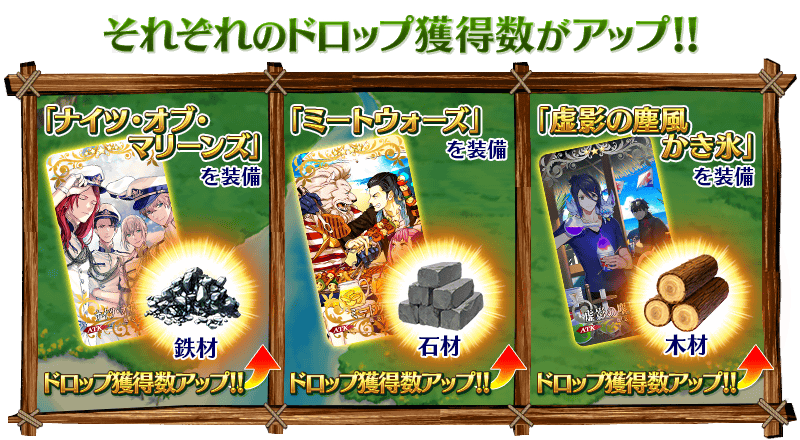 それぞれのドロップ獲得数がアップ!!
「ナイツ・オブ・
マリーンズ」
を装備
ATK
鉄材
ドロップ獲得数アップ!!
「ミートウォーズ」
を装備
ATK
石材
ドロップ獲得数アップ!!
「虚影の塵風
かき氷」
を装備
ATK
木材
ドロップ獲得数アップ!!